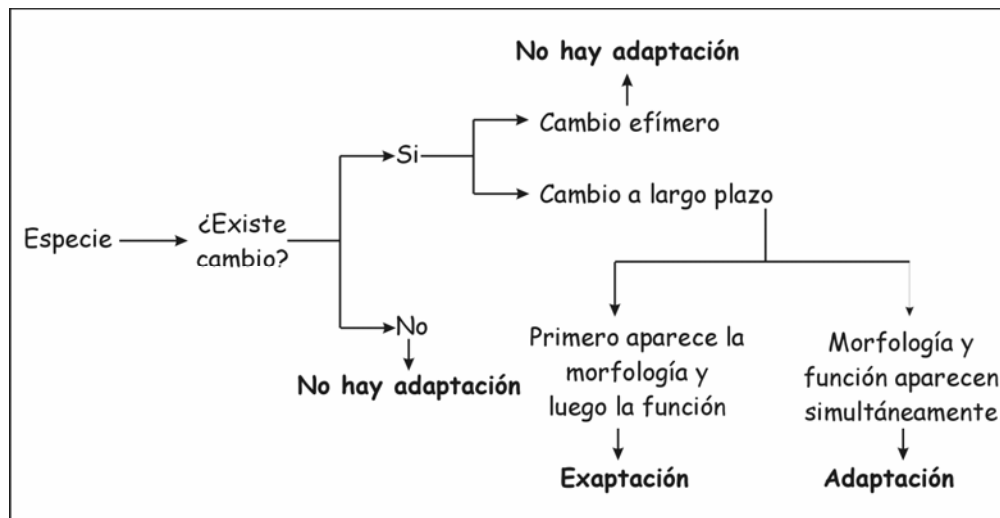 No hay adaptación
Cambio efímero
Si
Cambio a largo plazo
Especie
¿Existe
cambio?
No
No hay adaptación
Primero aparece la
morfología y
luego la función
Exaptación
Morfología y
función aparecen
simultáneamente
Adaptación